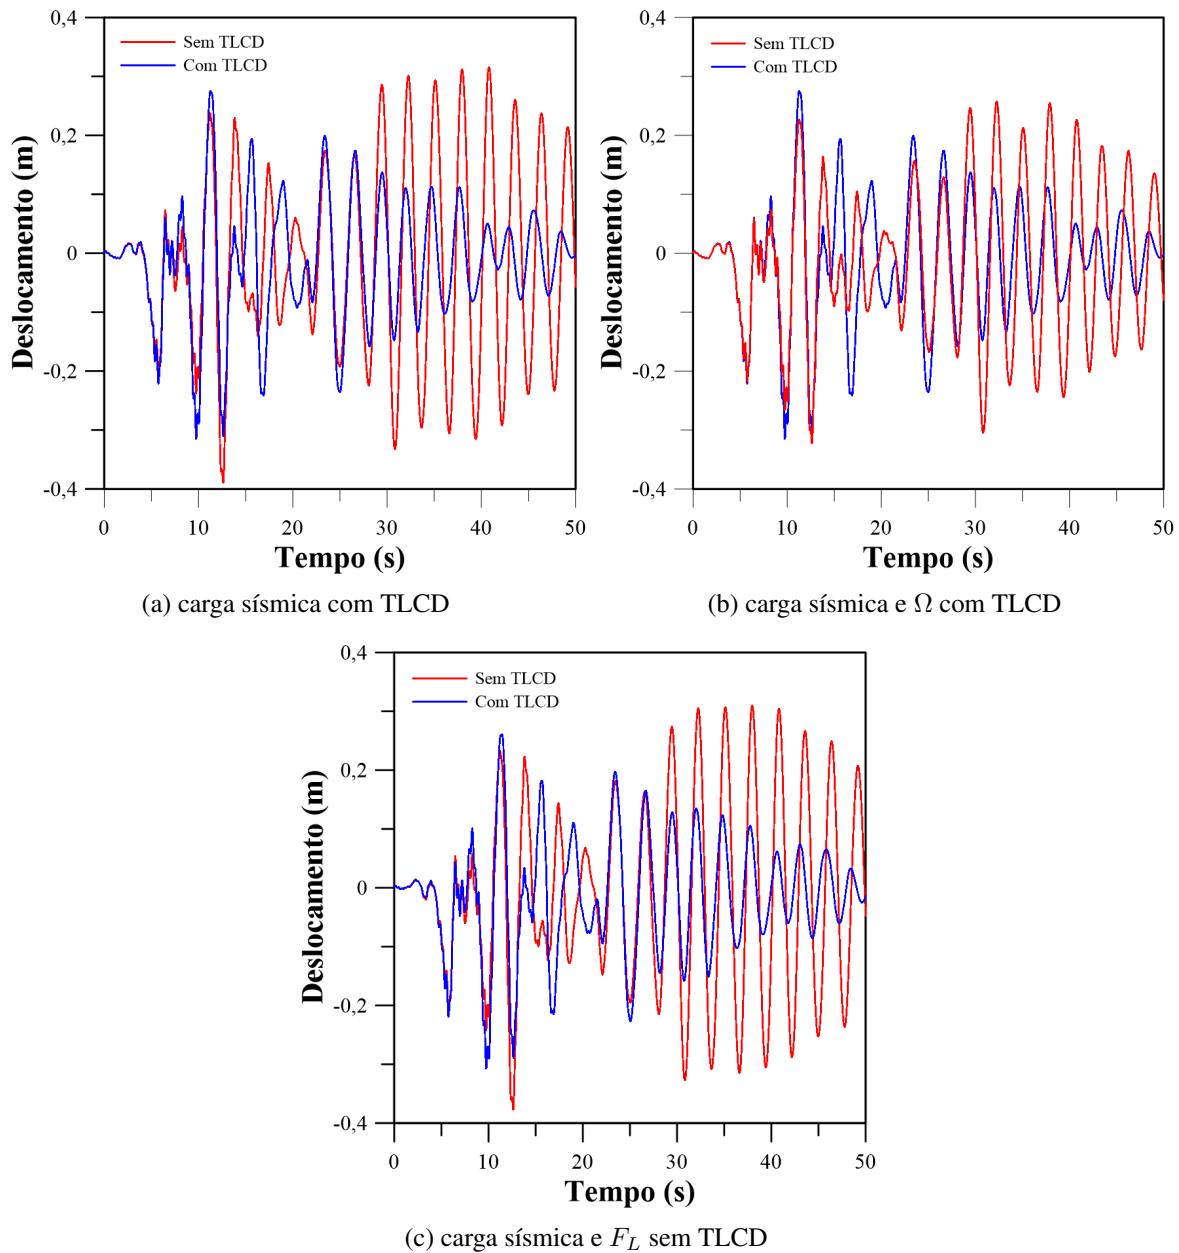 0,4
0,2
0
-0,2
-0,4
Deslocamento (m)
Sem TLCD
Com TLCD
0 10 20 30 40 50
Tempo (s)
(a) carga sísmica com TLCD
0,4
0,2
0
-0,2
-0,4
Deslocamento (m)
Sem TLCD
Com TLCD
0 10 20 30 40 50
Tempo (s)
(b) carga sísmica e Ω com TLCD
0,4
0,2
0
-0,2
-0,4
Deslocamento (m)
Sem TLCD
Com TLCD
0 10 20 30 40 50
Tempo (s)
(c) carga sísmica e F_L sem TLCD